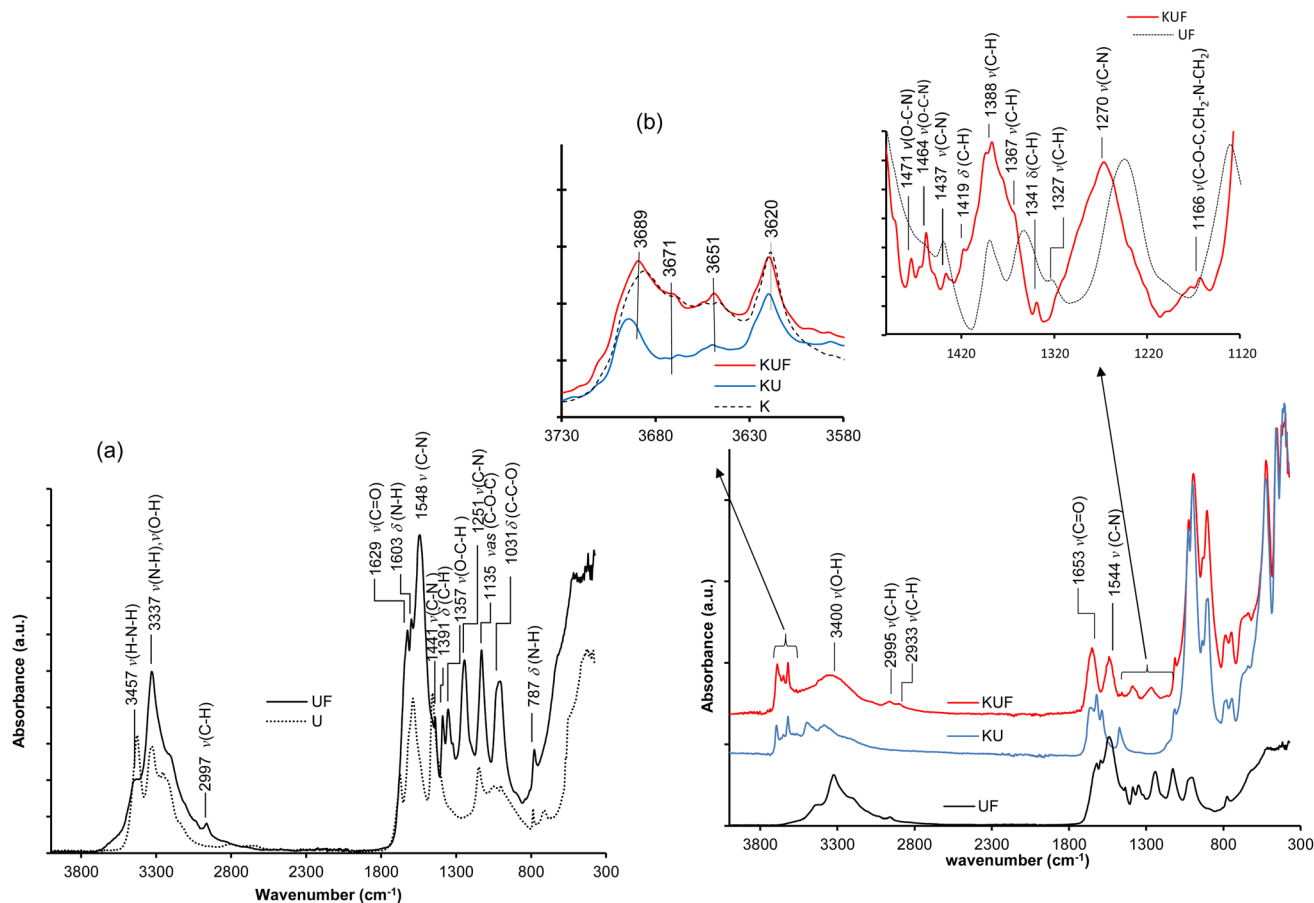 (a)
3457 ν(H-N-H)
3337 ν(N-H),ν(O-H)
2997 ν(C-H)
1629 ν(C=O)
1603 δ (N-H)
1548 ν (C-N)
1441 ν(C-N )
1391 δ (C-H)
1357 ν(O-C-H )
1251 ν(C-N)
1135 νas (C-O-C)
1031 δ (C-C-O)
787 δ (N-H)
UF
U
Absorbance (a.u.)
3800 3300 2800 2300 1800 1300 800 300
Wavenumber (cm-1)
(b)
3689
3671
3651
3620
KUF
KU
K
3730 3680 3630 3580
KUF
UF
1471 ν(O-C-N)
1464 ν(O-C-N)
1437 ν(C-N)
1419 δ (C-H)
1388 ν(C-H)
1367 ν(C-H)
1341 δ(C-H)
1327 ν(C-H)
1270 ν(C-N)
1166 ν(C-O-C,CH2-N-CH2)
1420 1320 1220 1120
3400 ν(O-H)
2995 ν(C-H)
2933 ν(C-H)
1653 ν(C=O)
1544 ν (C-N)
KUF
KU
UF
Absorbance (a.u.)
3800 3300 2800 2300 1800 1300 800 300
wavenumber (cm-1)